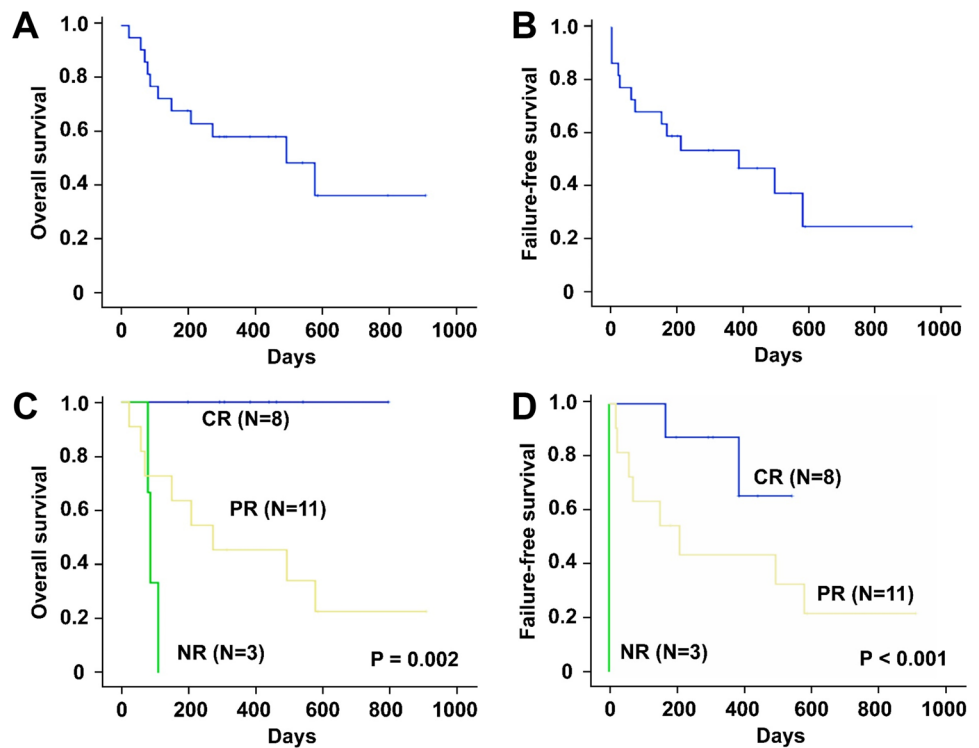 A
Overall survival
1.0
0.8
0.6
0.4
0.2
0
0 200 400 600 800 1000
Days
B
Failure-free survival
1.0
0.8
0.6
0.4
0.2
0
0 200 400 600 800 1000
Days
C
Overall survival
1.0
0.8
0.6
0.4
0.2
0
CR (N=8)
PR (N=11)
NR (N=3)
P = 0.002
0 200 400 600 800 1000
Days
D
Failure-free survival
1.0
0.8
0.6
0.4
0.2
0
CR (N=8)
PR (N=11)
NR (N=3)
P < 0.001
0 200 400 600 800 1000
Days